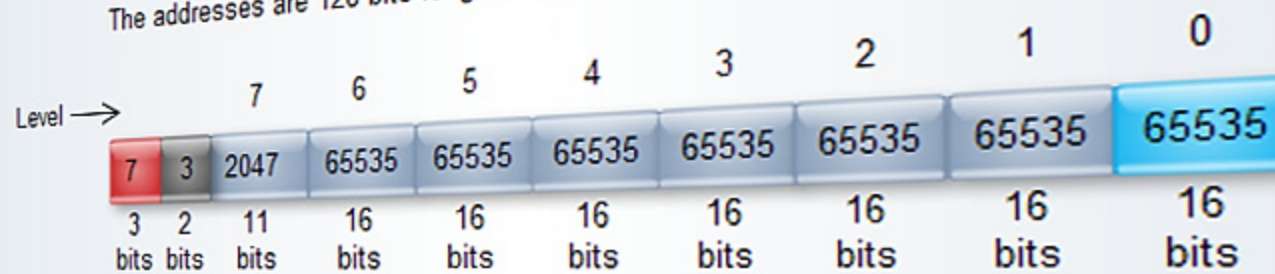 The addresses are 128 bit
7 6 5 4 3 2 1 0
Level
7 3 2047 65535 65535 65535 65535 65535 65535 65535
3 2 11 16 16 16 16 16 16 16
bits bits bits bits bits bits bits bits bits bits